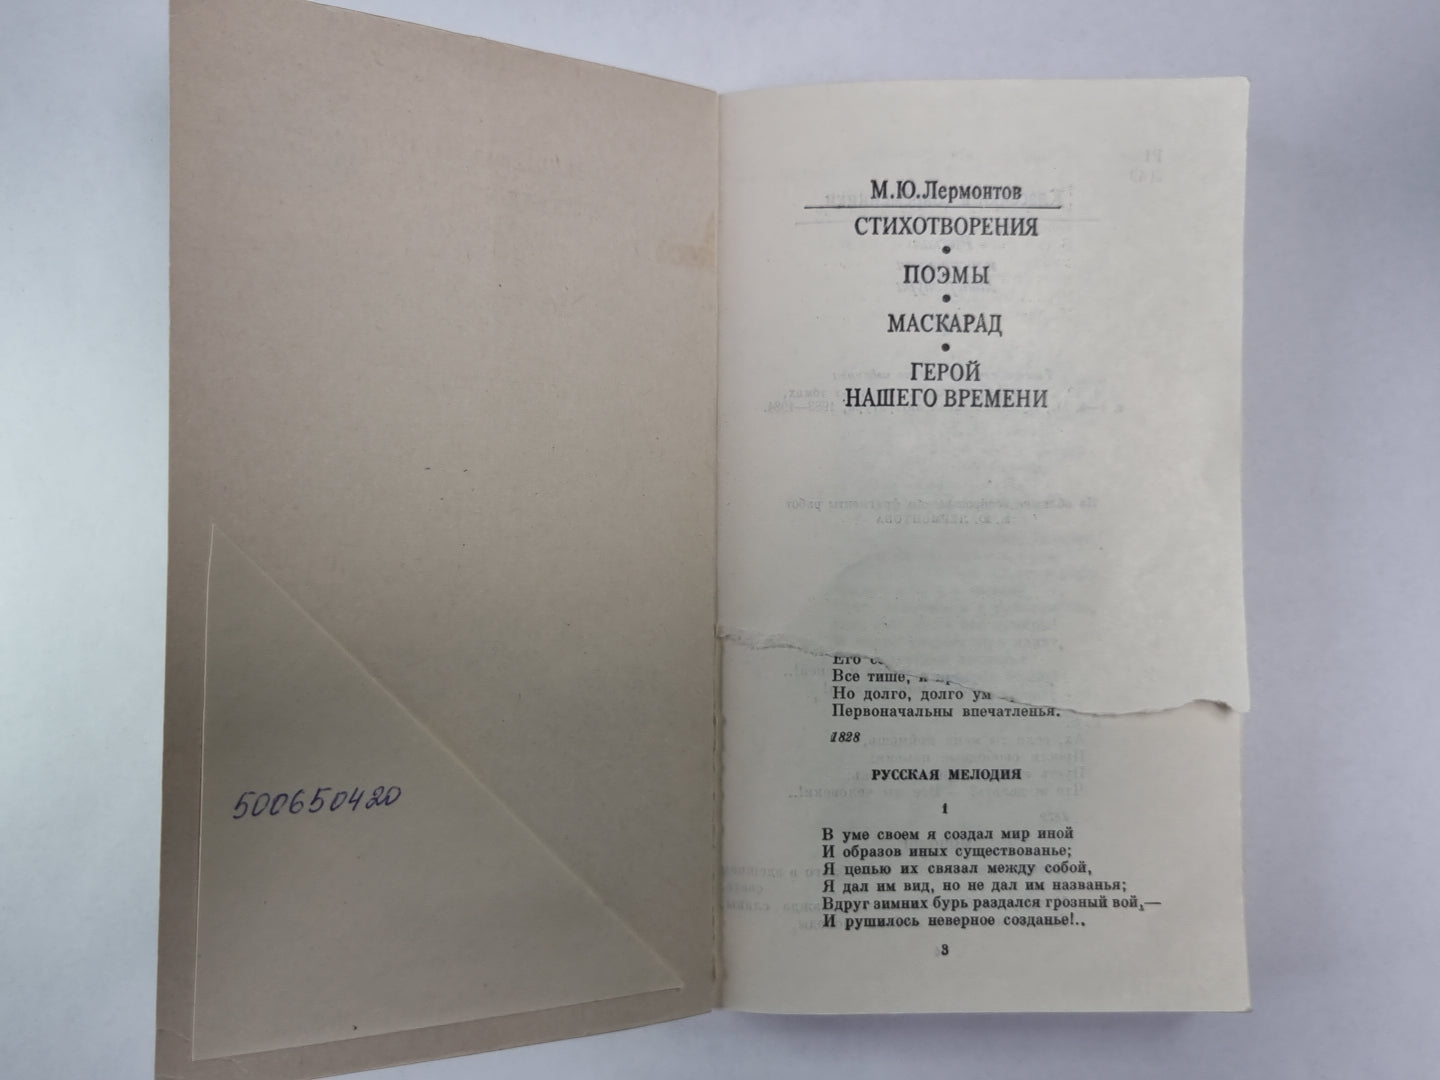 М.Ю.Лермонтов
СТИХОТВОРЕНИЯ
•
ПОЭМЫ
•
МАСКАРАД
•
ГЕРОЙ
НАШЕГО ВРЕМЕНИ
Его
Все тише,
Но долго, долго ум
Первоначальны впечатленья.
1828
РУССКАЯ МЕЛОДИЯ
1
В уме своем я создал мир иной
И образов иных существованье;
Я цепью их связал между собой,
Я дал им вид, но не дал им названья;
Вдруг зимних бурь раздался грозный вой,—
И рушилось неверное созданье!..
3
500650420